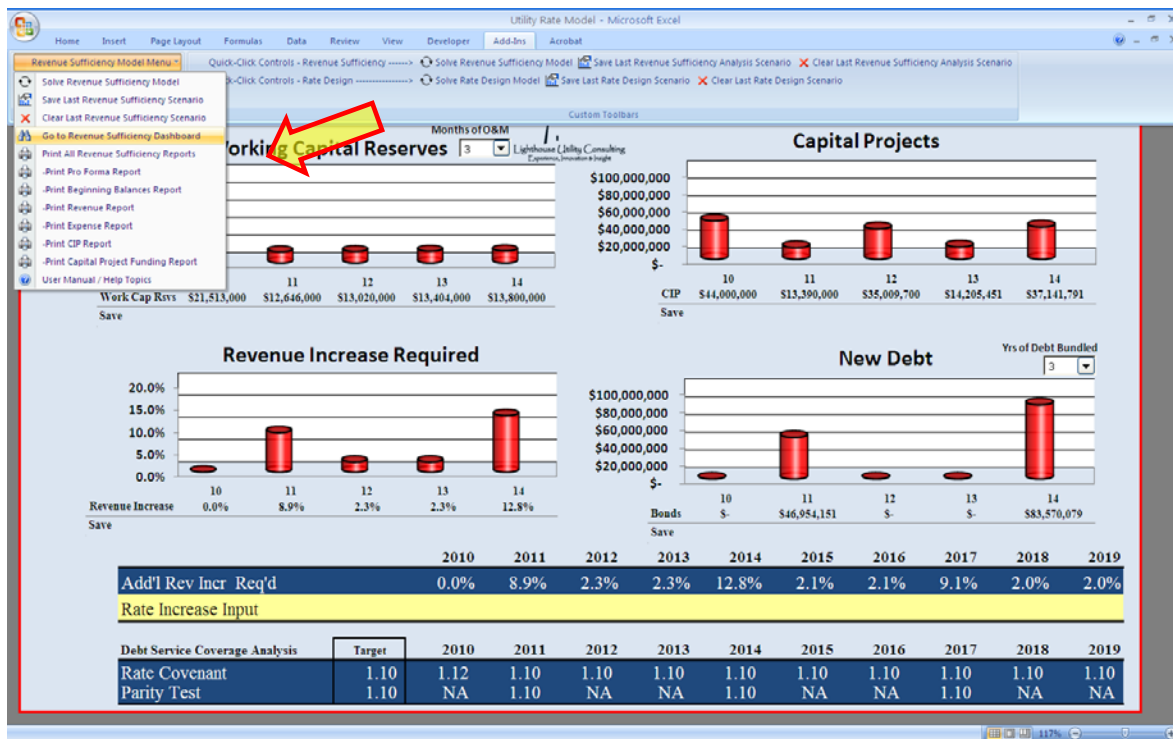 Utility Rate Model - Microsoft Excel
Home Insert Page Layout Formulas Data Review View Developer Add-Ins Acrobat
Revenue Sufficiency Model Menu
Quick-Click Controls - Revenue Sufficiency ------> Solve Revenue Sufficiency Model Save Last Revenue Sufficiency Analysis Scenario Clear Last Revenue Sufficiency Analysis Scenario
-Click Controls - Rate Design ----------------> Solve Rate Design Model Save Last Rate Design Scenario Clear Last Rate Design Scenario
Custom Toolbars
Solve Revenue Sufficiency Model
Save Last Revenue Sufficiency Scenario
Clear Last Revenue Sufficiency Scenario
Go to Revenue Sufficiency Dashboard
Print All Revenue Sufficiency Reports
-Print Pro Forma Report
-Print Beginning Balances Report
-Print Revenue Report
-Print Expense Report
-Print CIP Report
-Print Capital Project Funding Report
User Manual / Help Topics
Working Capital Reserves
Months of O&M
3
Lighthouse Utility Consulting
Experience, Innovation & Insight
11 12 13 14
Work Cap Rsvs $21,513,000 $12,646,000 $13,020,000 $13,404,000 $13,800,000
Save
Capital Projects
$100,000,000
$80,000,000
$60,000,000
$40,000,000
$20,000,000
$-
10 11 12 13 14
CIP $44,000,000 $13,390,000 $35,009,700 $14,205,451 $37,141,791
Save
Revenue Increase Required
20.0%
15.0%
10.0%
5.0%
0.0%
10 11 12 13 14
Revenue Increase 0.0% 8.9% 2.3% 2.3% 12.8%
Save
New Debt
Yrs of Debt Bundled
3
$100,000,000
$80,000,000
$60,000,000
$40,000,000
$20,000,000
$-
10 11 12 13 14
Bonds $- $46,954,151 $- $- $83,570,079
Save
2010 2011 2012 2013 2014 2015 2016 2017 2018 2019
Add'l Rev Incr Req'd 0.0% 8.9% 2.3% 2.3% 12.8% 2.1% 2.1% 9.1% 2.0% 2.0%
Rate Increase Input
Debt Service Coverage Analysis Target 2010 2011 2012 2013 2014 2015 2016 2017 2018 2019
Rate Covenant 1.10 1.12 1.10 1.10 1.10 1.10 1.10 1.10 1.10 1.10 1.10
Parity Test 1.10 NA 1.10 NA NA 1.10 NA NA 1.10 NA NA
117%